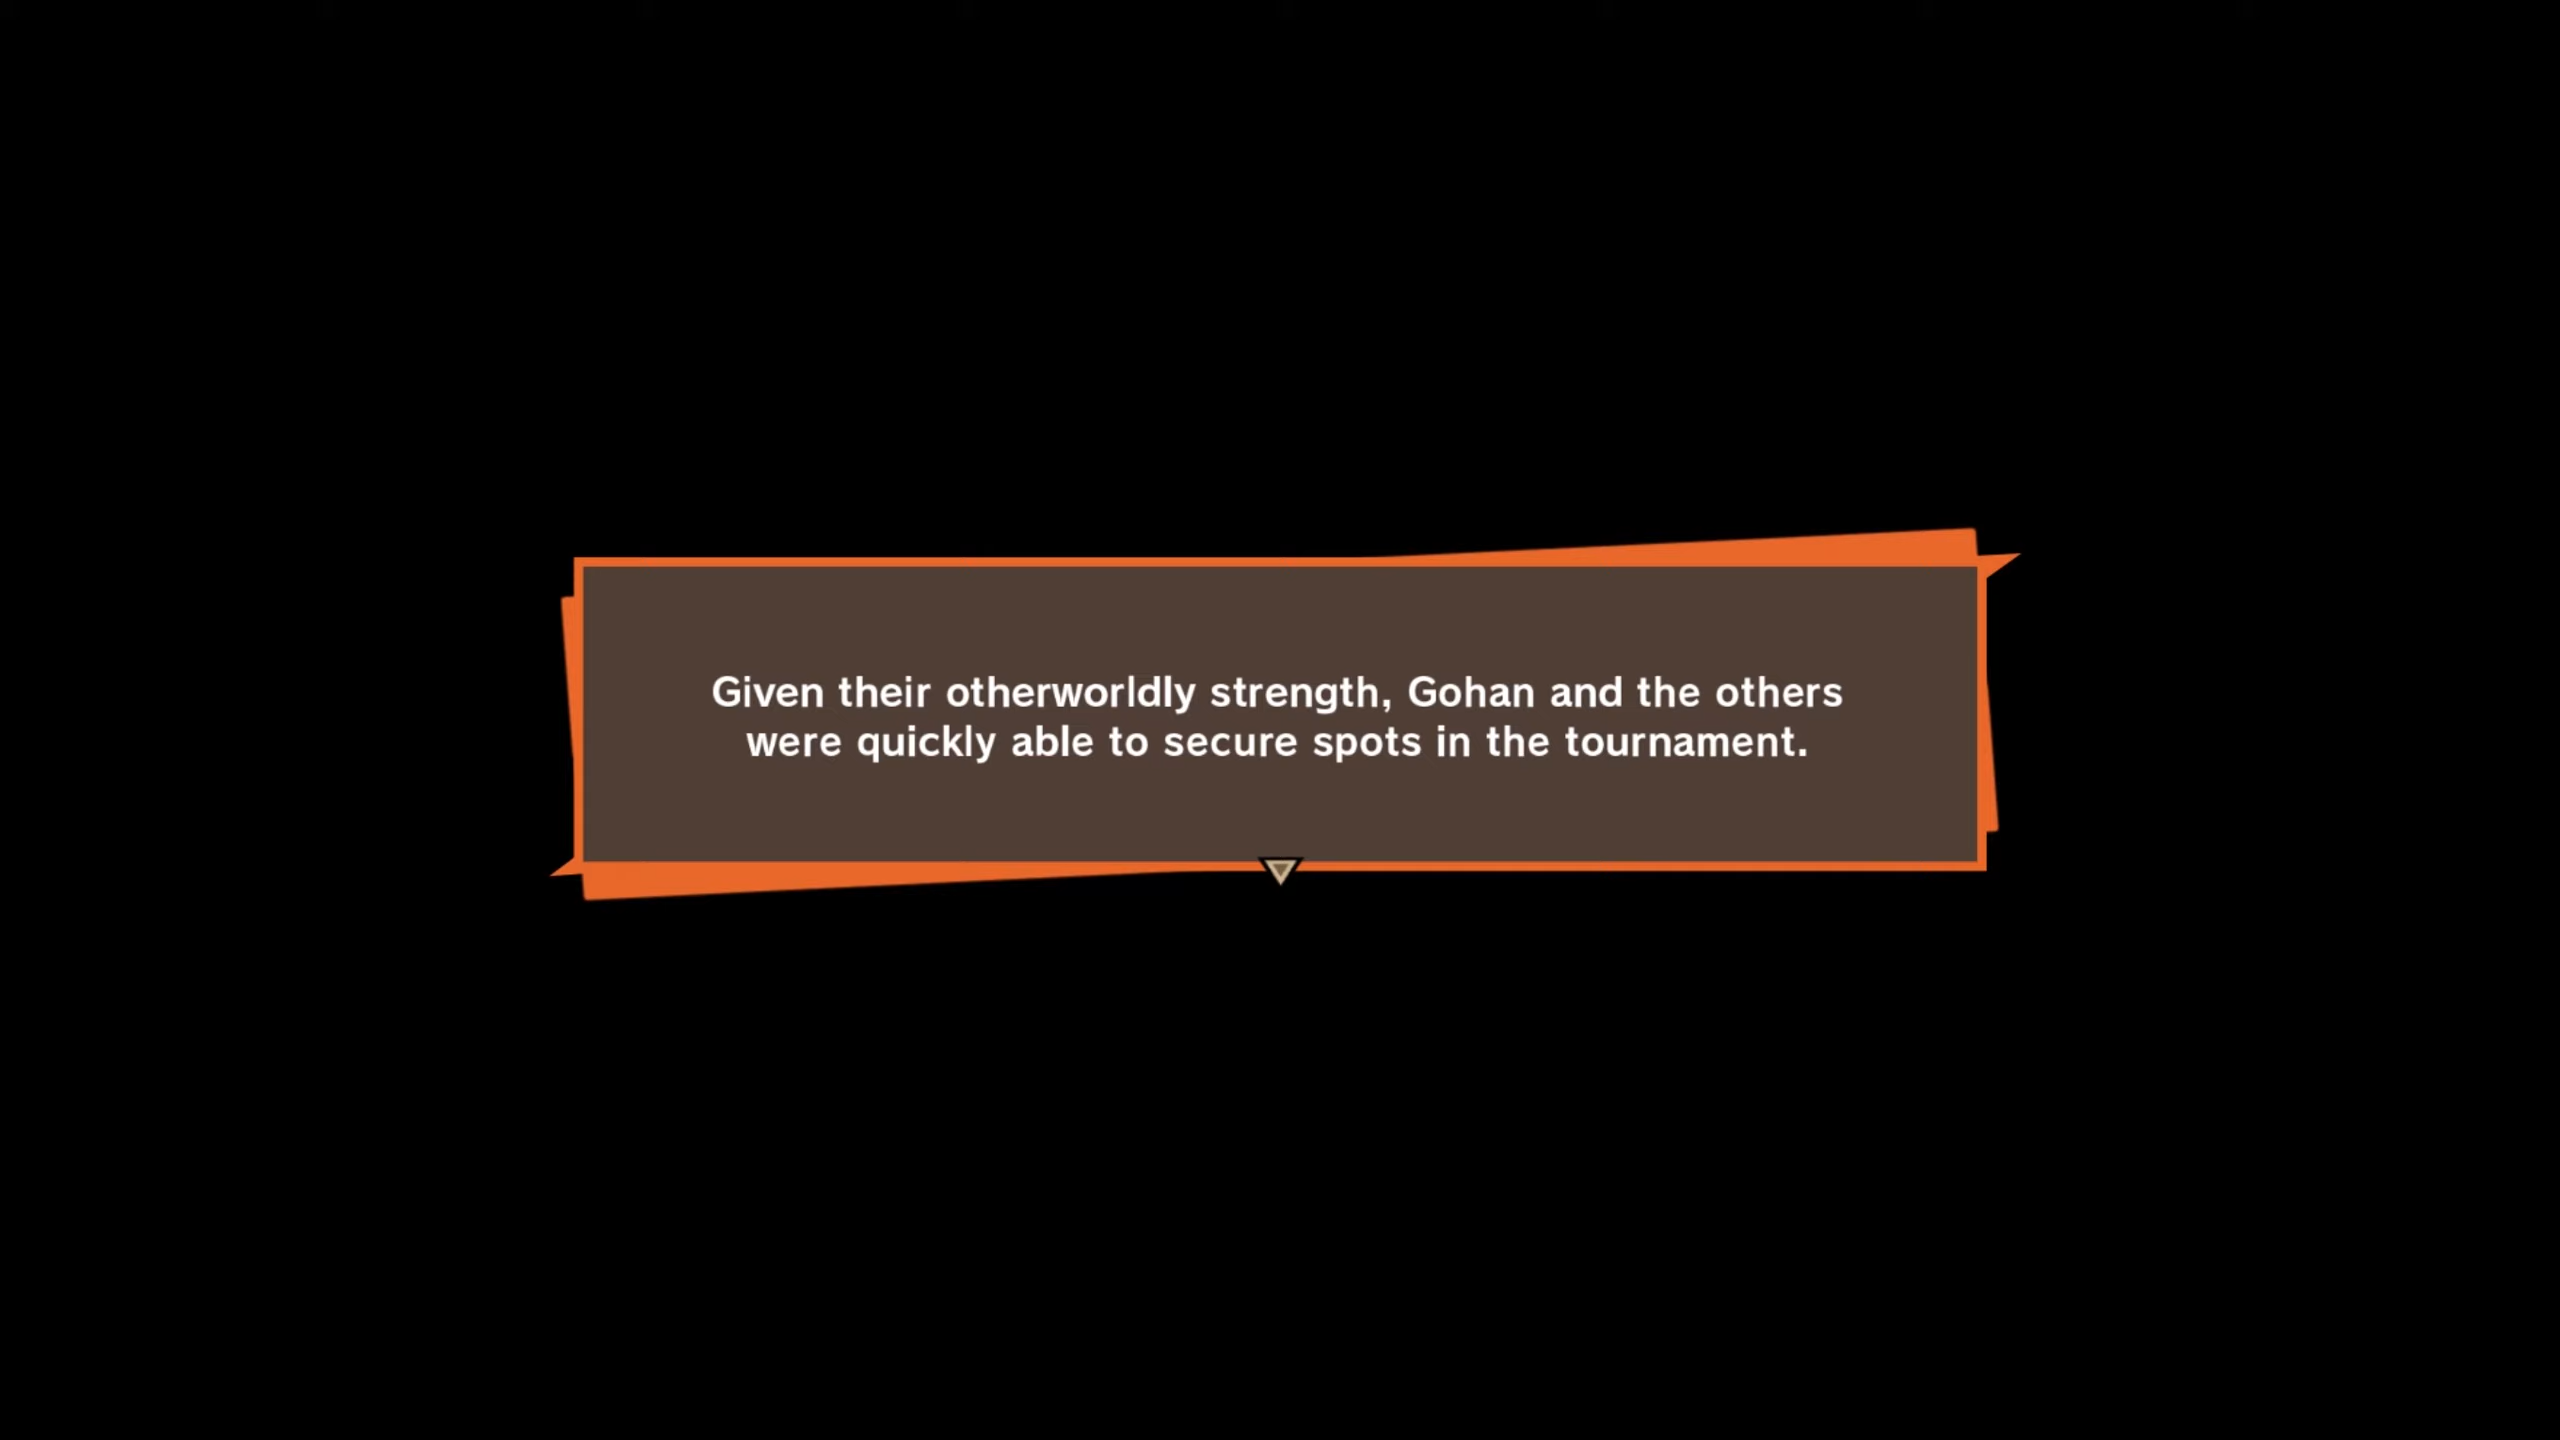 Given their otherworldly strength, Gohan and the others
were quickly able to secure spots in the tournament.